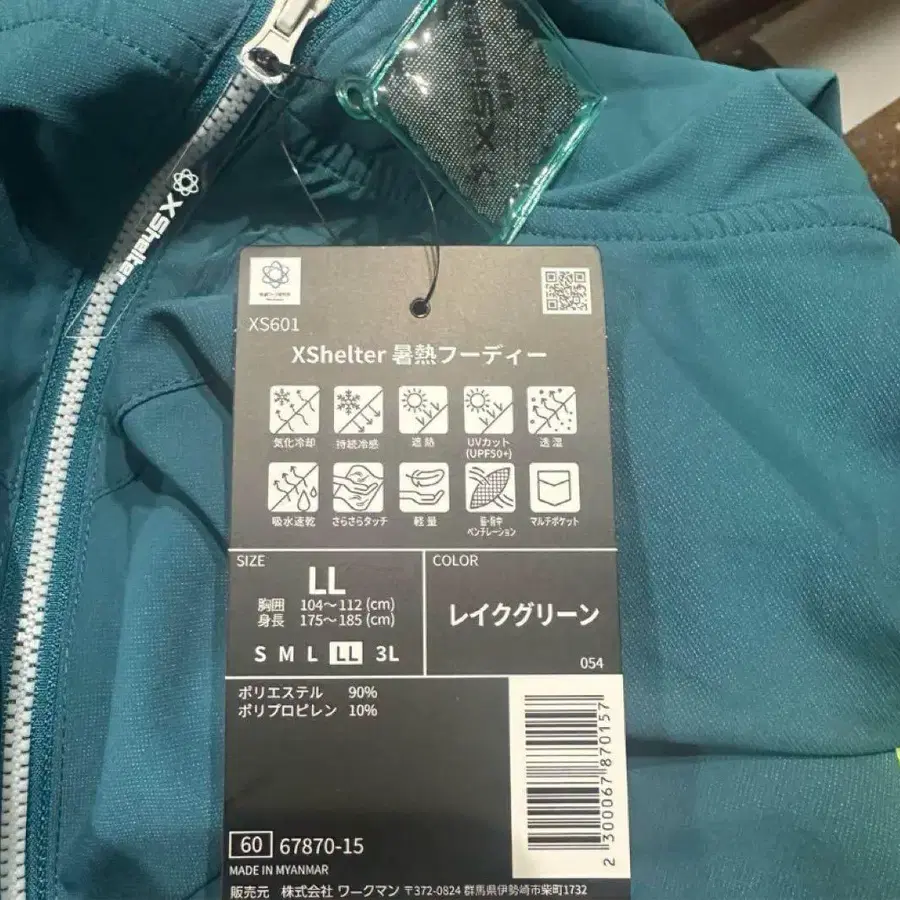 XShelter
XShelter
XS601
XShelter 暑熱フーディー
気化冷却
持続冷感
遮熱
UVカット
(UPF50+)
透湿
吸水速乾
さらさらタッチ
軽量
脇・背中
ベンチレーション
マルチポケット
SIZE
LL
胸囲 104～112 (cm)
身長 175～185 (cm)
S M L LL 3L
COLOR
レイクグリーン
054
ポリエステル 90%
ポリプロピレン 10%
2 300067 870157
60 67870-15
MADE IN MYANMAR
販売元 株式会社 ワークマン 〒372-0824 群馬県伊勢崎市柴町1732